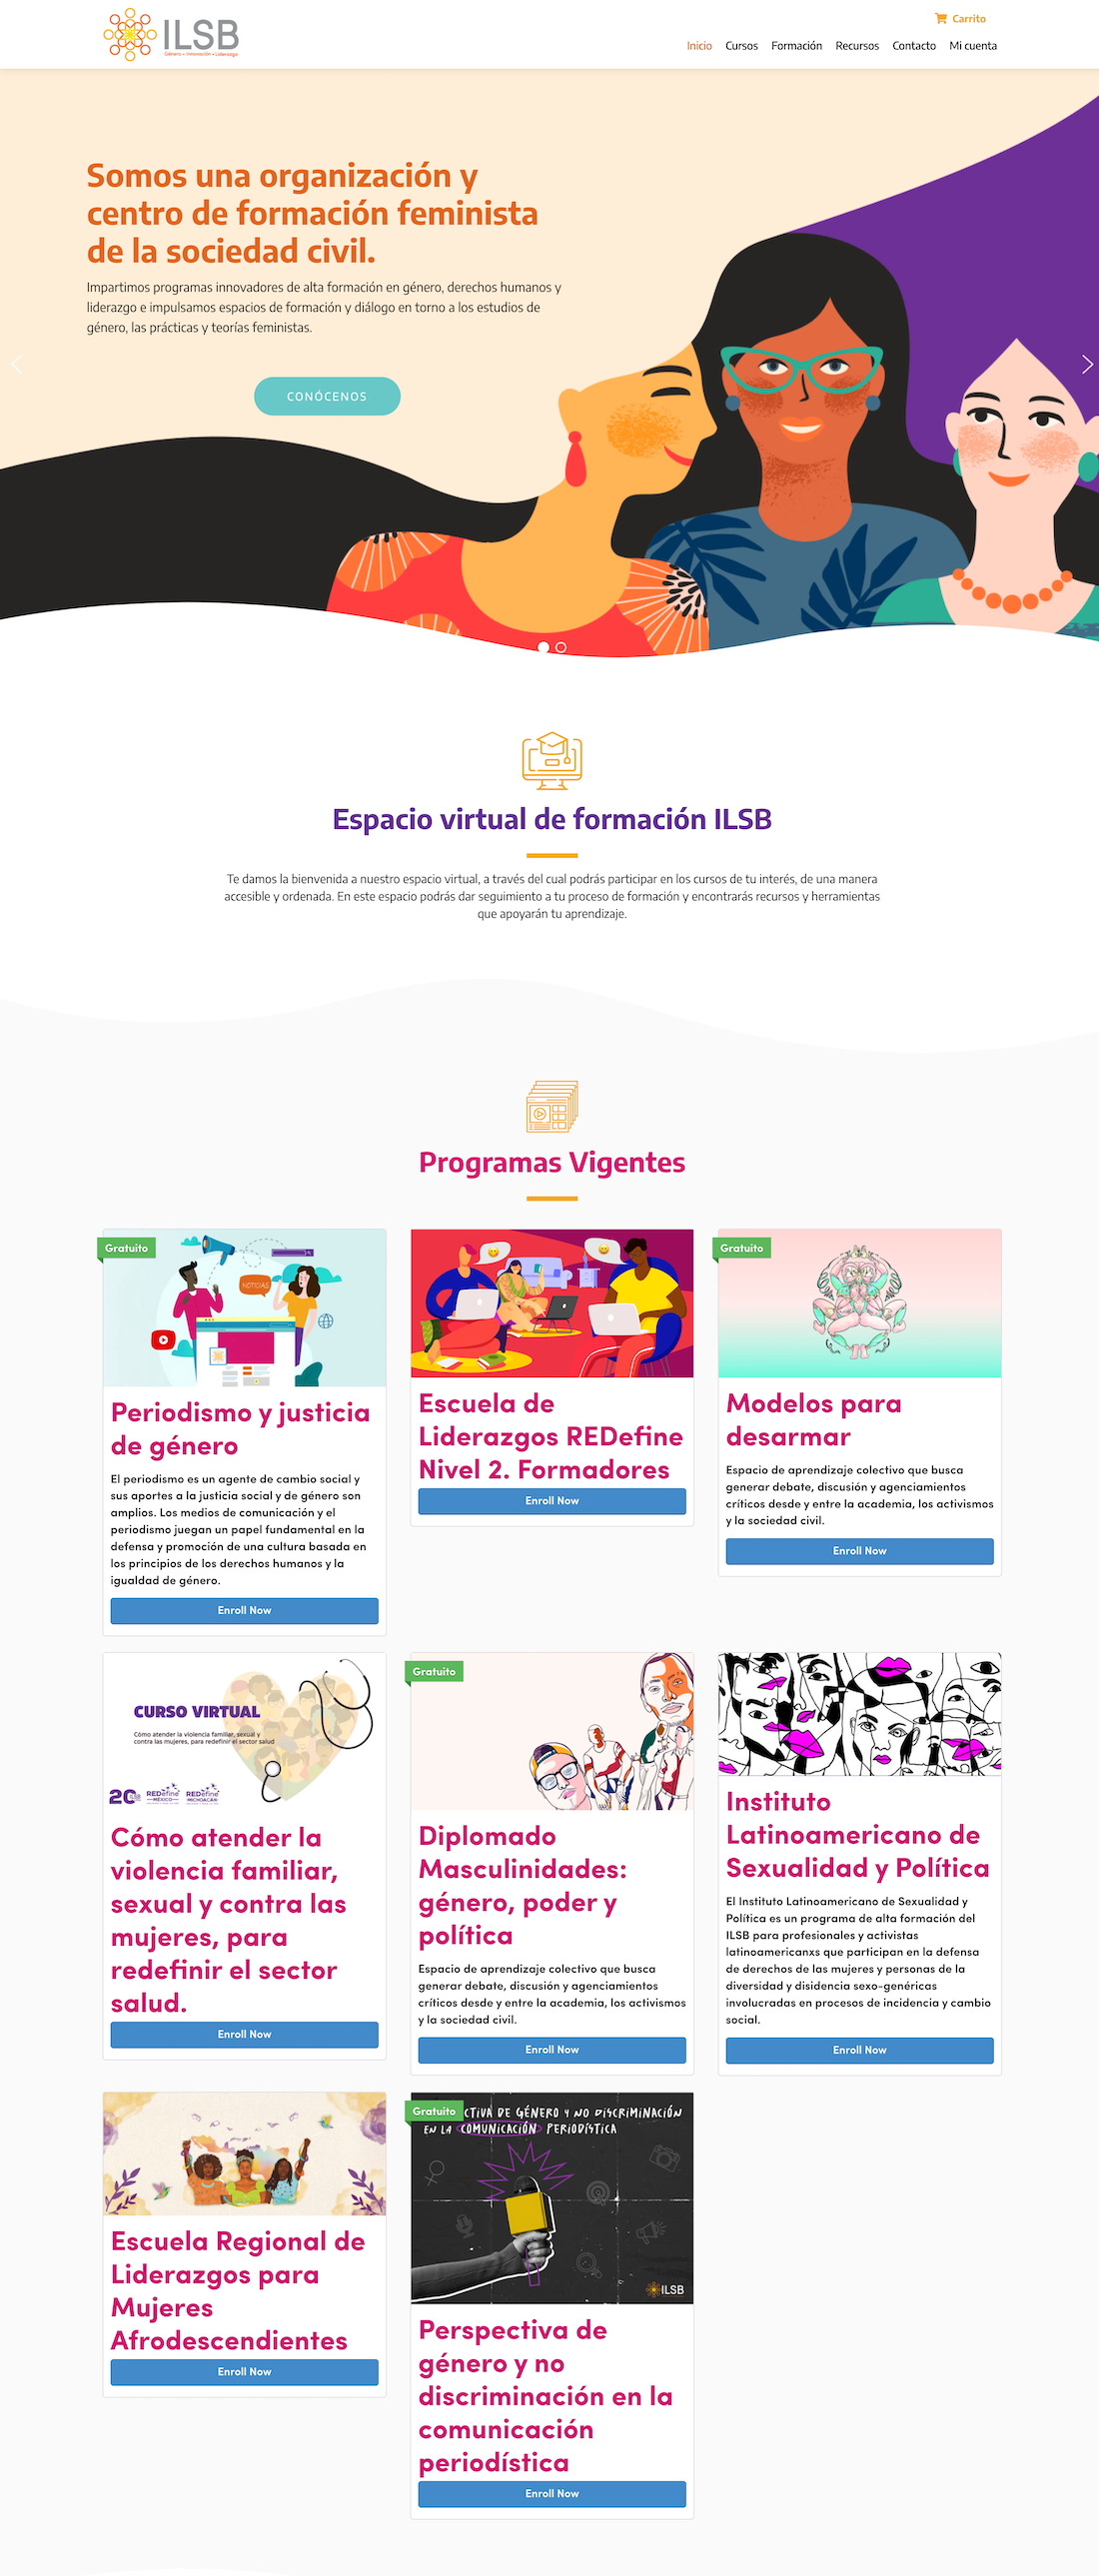 ILSB
Género • Innovación • Liderazgo
Carrito
Inicio Cursos Formación Recursos Contacto Mi cuenta
Somos una organización y
centro de formación feminista
de la sociedad civil.
Impartimos programas innovadores de alta formación en género, derechos humanos y
liderazgo e impulsamos espacios de formación y diálogo en torno a los estudios de
género, las prácticas y teorías feministas.
CONÓCENOS
Espacio virtual de formación ILSB
Te damos la bienvenida a nuestro espacio virtual, a través del cual podrás participar en los cursos de tu interés, de una manera
accesible y ordenada. En este espacio podrás dar seguimiento a tu proceso de formación y encontrarás recursos y herramientas
que apoyarán tu aprendizaje.
Programas Vigentes
Gratuito
NOTICIAS
Periodismo y justicia
de género
El periodismo es un agente de cambio social y
sus aportes a la justicia social y de género son
amplios. Los medios de comunicación y el
periodismo juegan un papel fundamental en la
defensa y promoción de una cultura basada en
los principios de los derechos humanos y la
igualdad de género.
Enroll Now
Escuela de
Liderazgos REDefine
Nivel 2. Formadores
Enroll Now
Gratuito
Modelos para
desarmar
Espacio de aprendizaje colectivo que busca
generar debate, discusión y agenciamientos
críticos desde y entre la academia, los activismos
y la sociedad civil.
Enroll Now
CURSO VIRTUAL
Cómo atender la violencia familiar, sexual y
contra las mujeres, para redefinir el sector salud
20 REDefine MÉXICO REDefine MICHOACÁN
Cómo atender la
violencia familiar,
sexual y contra las
mujeres, para
redefinir el sector
salud.
Enroll Now
Gratuito
Diplomado
Masculinidades:
género, poder y
política
Espacio de aprendizaje colectivo que busca
generar debate, discusión y agenciamientos
críticos desde y entre la academia, los activismos
y la sociedad civil.
Enroll Now
Instituto
Latinoamericano de
Sexualidad y Política
El Instituto Latinoamericano de Sexualidad y
Política es un programa de alta formación del
ILSB para profesionales y activistas
latinoamericanxs que participan en la defensa
de derechos de las mujeres y personas de la
diversidad y disidencia sexo-genéricas
involucradas en procesos de incidencia y cambio
social.
Enroll Now
Escuela Regional de
Liderazgos para
Mujeres
Afrodescendientes
Enroll Now
Gratuito
CTIVA DE GÉNERO Y NO DISCRIMINACIÓN
EN LA COMUNICACIÓN PERIODÍSTICA
ILSB
Perspectiva de
género y no
discriminación en la
comunicación
periodística
Enroll Now